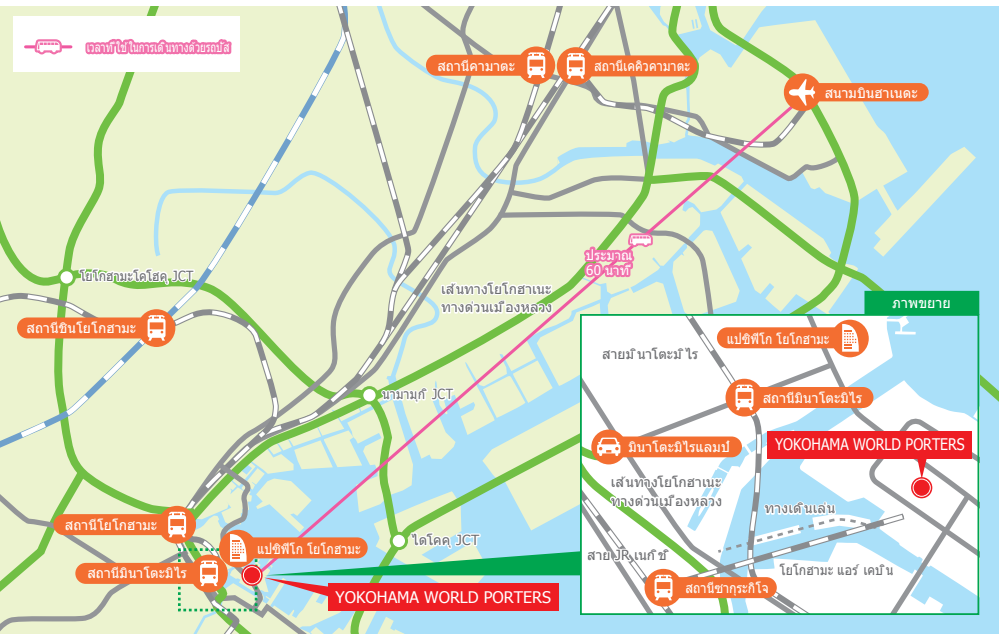 เวลาที่ใช้ในการเดินทางด้วยรถบัส
สถานีคามาตะ
สถานีเคคิวคามาตะ
สนามบินฮาเนดะ
ประมาณ
60 นาที
โยโกฮามะโคโฮคุ JCT
เส้นทางโยโกฮาเนะ
ทางด่วนเมืองหลวง
สถานีชินโยโกฮามะ
นามามุกิ JCT
สถานีโยโกฮามะ
แปซิฟิโก โยโกฮามะ
สถานีมินาโตะมิไร
ไดโคคุ JCT
YOKOHAMA WORLD PORTERS
ภาพขยาย
แปซิฟิโก โยโกฮามะ
สายมินาโตะมิไร
สถานีมินาโตะมิไร
มินาโตะมิไรแลมป์
YOKOHAMA WORLD PORTERS
เส้นทางโยโกฮาเนะ
ทางด่วนเมืองหลวง
ทางเดินเล่น
สาย JR เนกิชิ
โยโกฮามะ แอร์ เคบิน
สถานีซากุระกิโจ